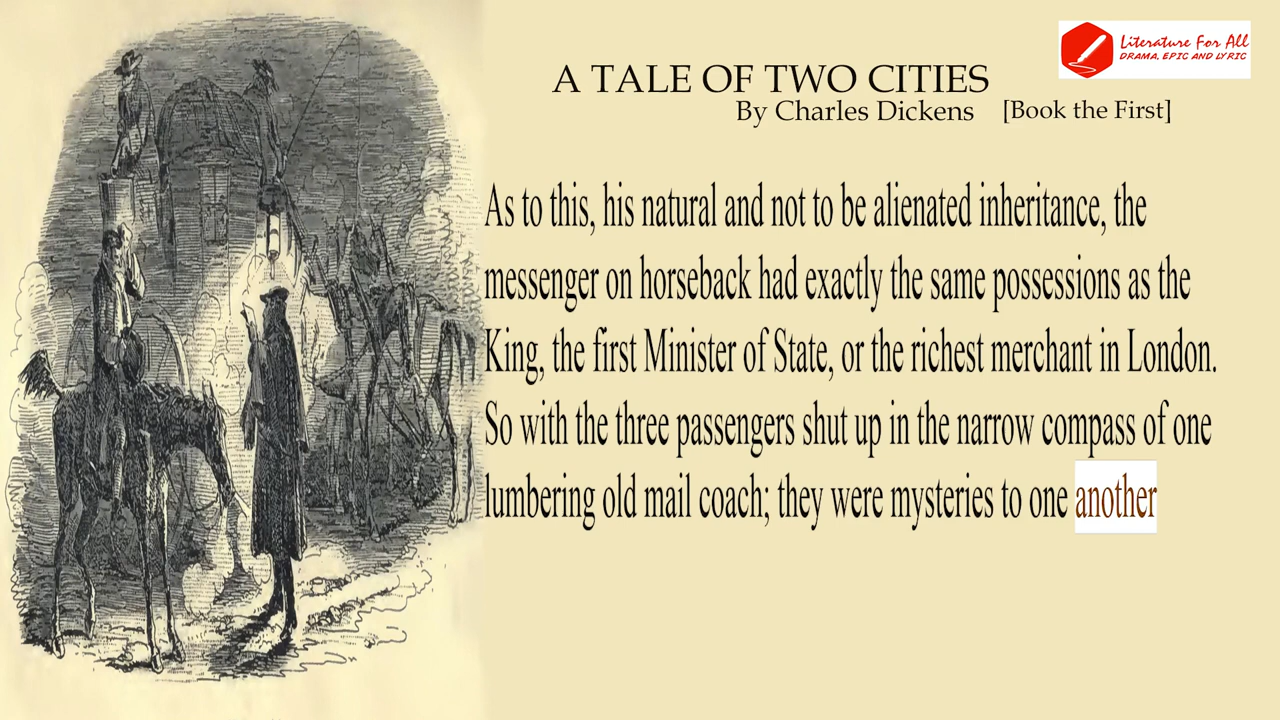 Literature For All
DRAMA, EPIC AND LYRIC
A TALE OF TWO CITIES
By Charles Dickens [Book the First]
As to this, his natural and not to be alienated inheritance, the
messenger on horseback had exactly the same possessions as the
King, the first Minister of State, or the richest merchant in London.
So with the three passengers shut up in the narrow compass of one
lumbering old mail coach; they were mysteries to one another